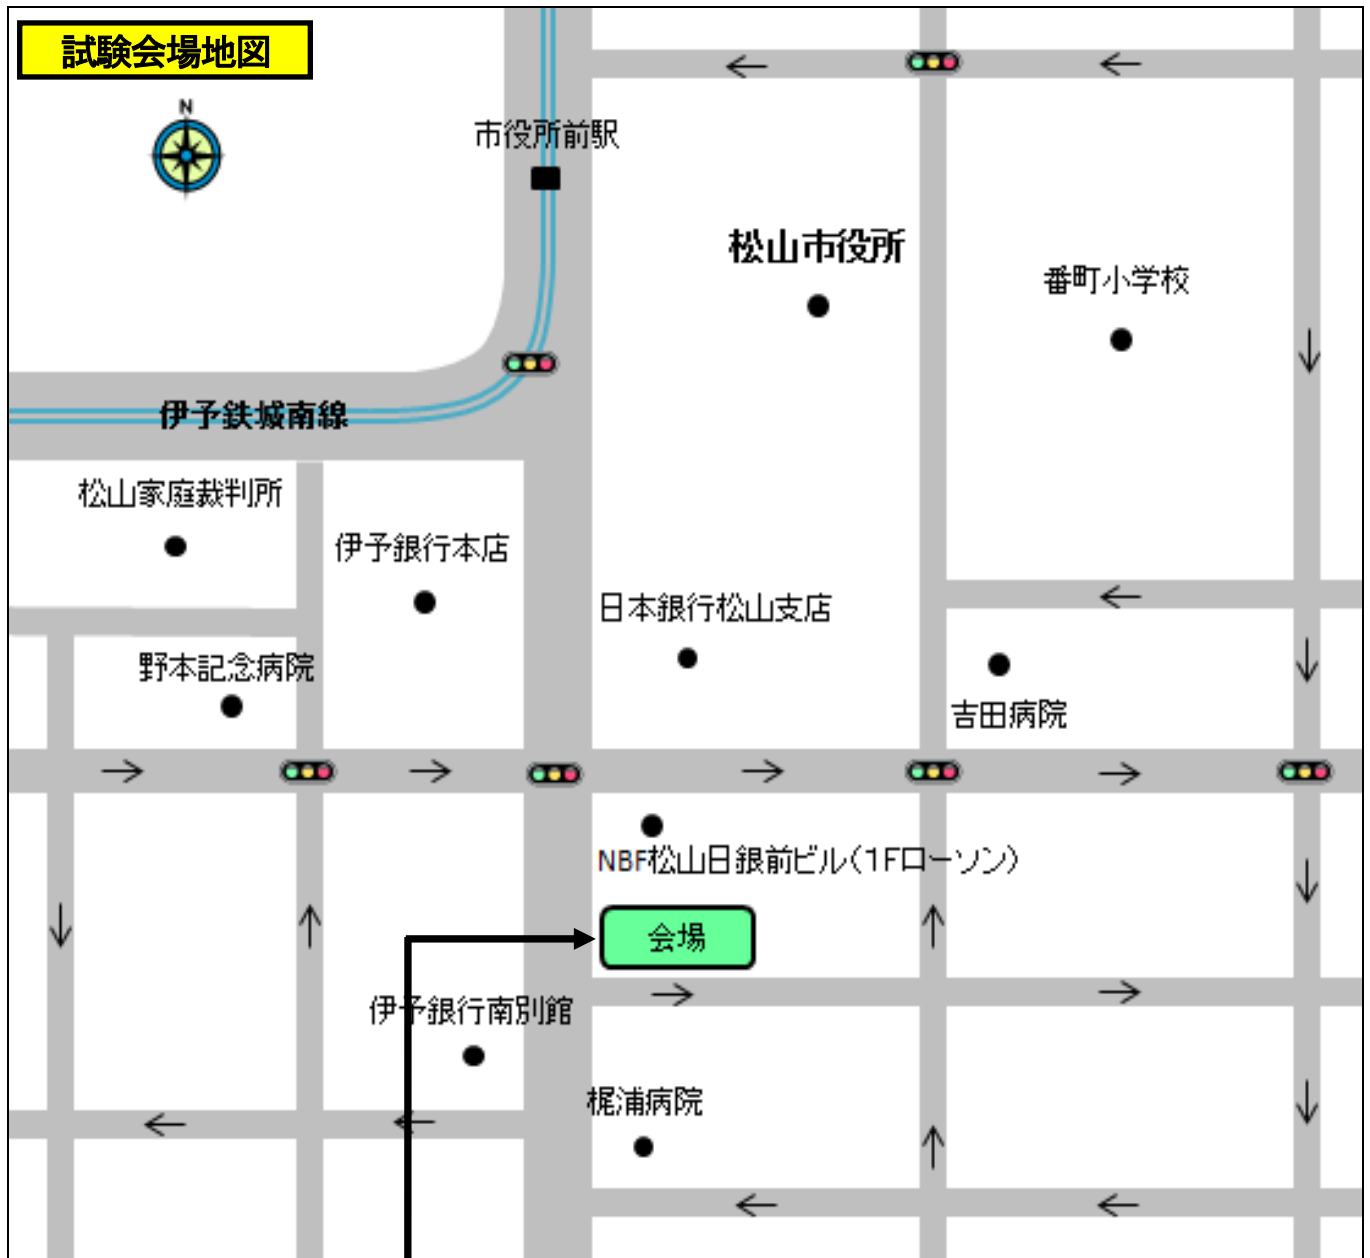 試験会場地図
N
市役所前駅
松山市役所
番町小学校
伊予鉄城南線
松山家庭裁判所
伊予銀行本店
日本銀行松山支店
野本記念病院
吉田病院
NBF松山日銀前ビル(1Fローソン)
会場
伊予銀行南別館
梶浦病院